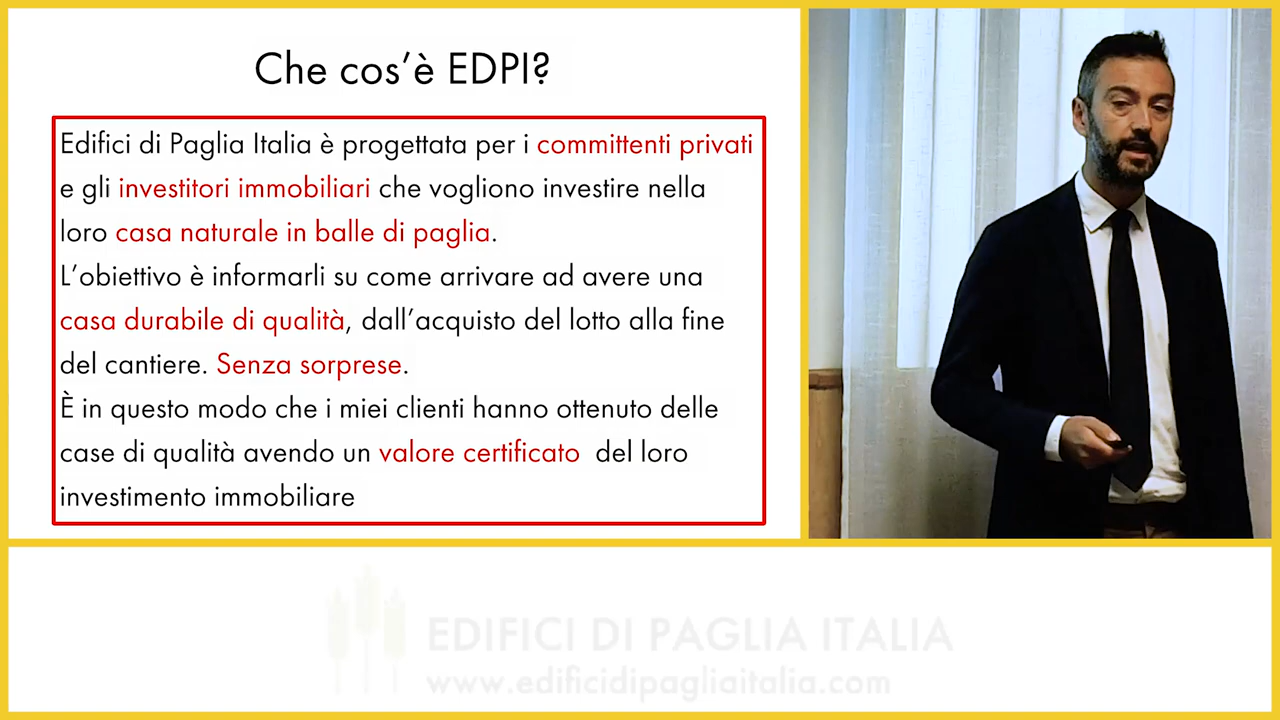 Che cos’è EDPI?
Edifici di Paglia Italia è progettata per i committenti privati
e gli investitori immobiliari che vogliono investire nella
loro casa naturale in balle di paglia.
L’obiettivo è informarli su come arrivare ad avere una
casa durabile di qualità, dall’acquisto del lotto alla fine
del cantiere. Senza sorprese.
È in questo modo che i miei clienti hanno ottenuto delle
case di qualità avendo un valore certificato del loro
investimento immobiliare
EDIFICI DI PAGLIA ITALIA
www.edificidipagliaitalia.com